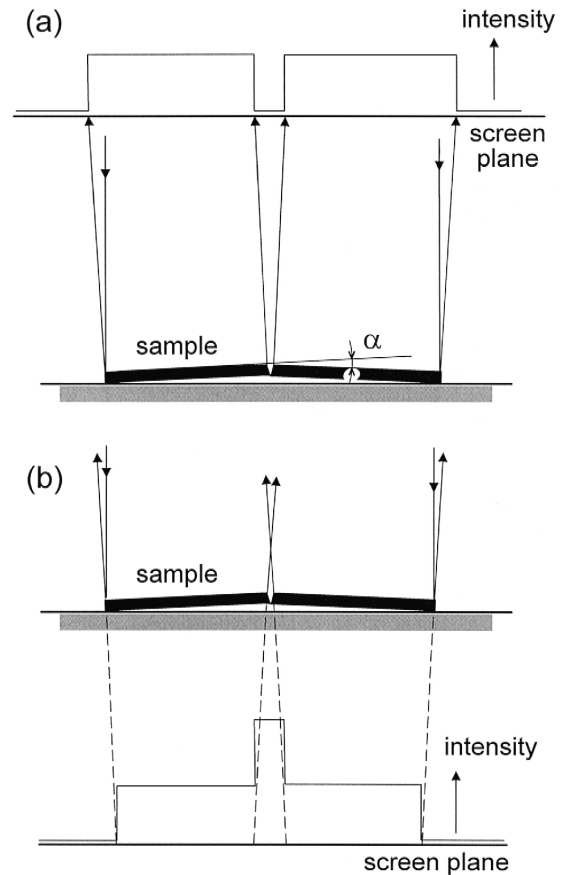 (a)
intensity
screen
plane
sample
α
(b)
sample
intensity
screen plane